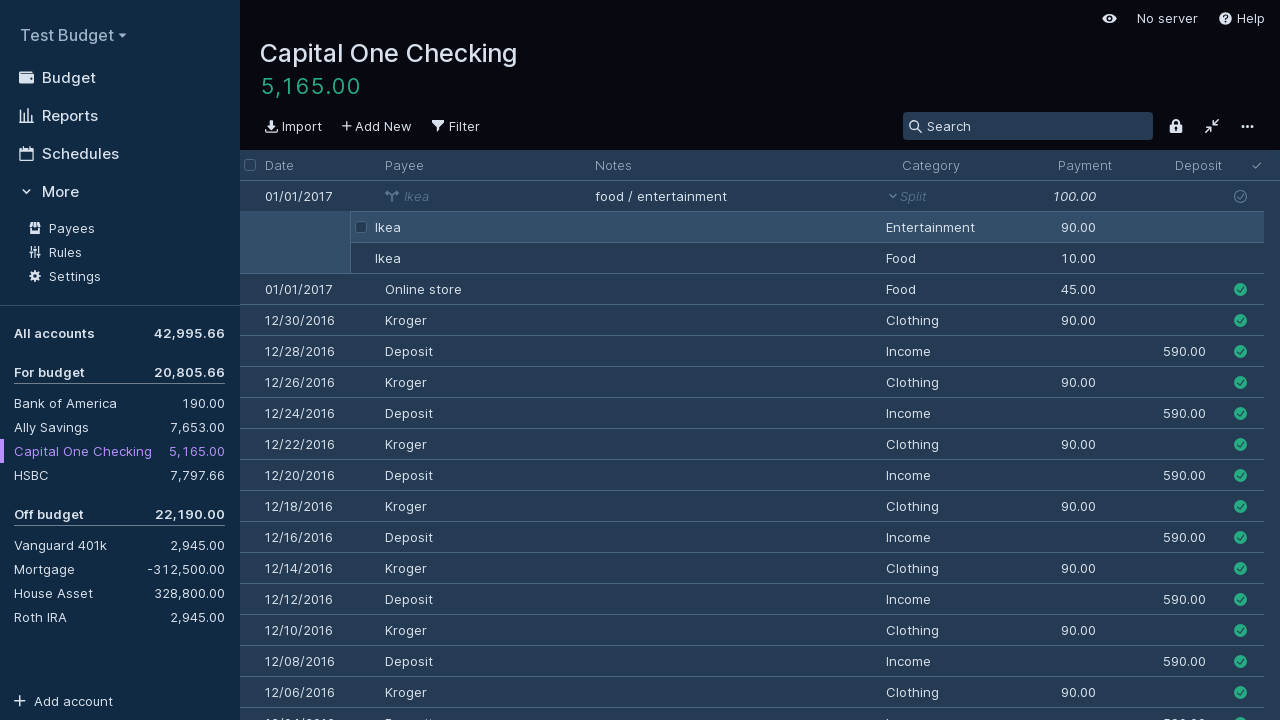 Test Budget
Budget
Reports
Schedules
More
Payees
Rules
Settings
All accounts 42,995.66
For budget 20,805.66
Bank of America 190.00
Ally Savings 7,653.00
Capital One Checking 5,165.00
HSBC 7,797.66
Off budget 22,190.00
Vanguard 401k 2,945.00
Mortgage -312,500.00
House Asset 328,800.00
Roth IRA 2,945.00
Add account
No server Help
Capital One Checking
5,165.00
Import Add New Filter Search
Date Payee Notes Category Payment Deposit
01/01/2017 Ikea food / entertainment Split 100.00
Ikea Entertainment 90.00
Ikea Food 10.00
01/01/2017 Online store Food 45.00
12/30/2016 Kroger Clothing 90.00
12/28/2016 Deposit Income 590.00
12/26/2016 Kroger Clothing 90.00
12/24/2016 Deposit Income 590.00
12/22/2016 Kroger Clothing 90.00
12/20/2016 Deposit Income 590.00
12/18/2016 Kroger Clothing 90.00
12/16/2016 Deposit Income 590.00
12/14/2016 Kroger Clothing 90.00
12/12/2016 Deposit Income 590.00
12/10/2016 Kroger Clothing 90.00
12/08/2016 Deposit Income 590.00
12/06/2016 Kroger Clothing 90.00